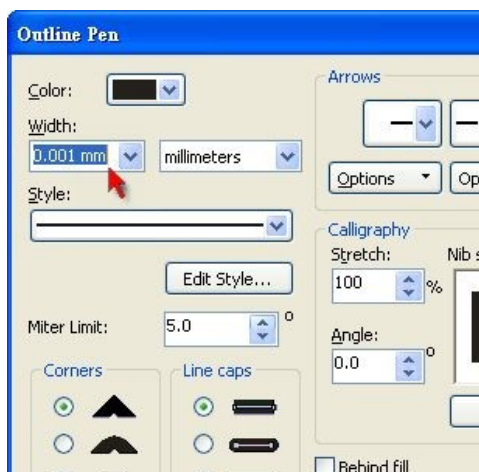 Outline Pen
Color:
Width:
0.001 mm millimeters
Style:
Edit Style...
Miter Limit: 5.0 °
Corners Line caps
Arrows
Options
Calligraphy
Stretch: Nib
100 %
Angle:
0.0 °
Behind fill